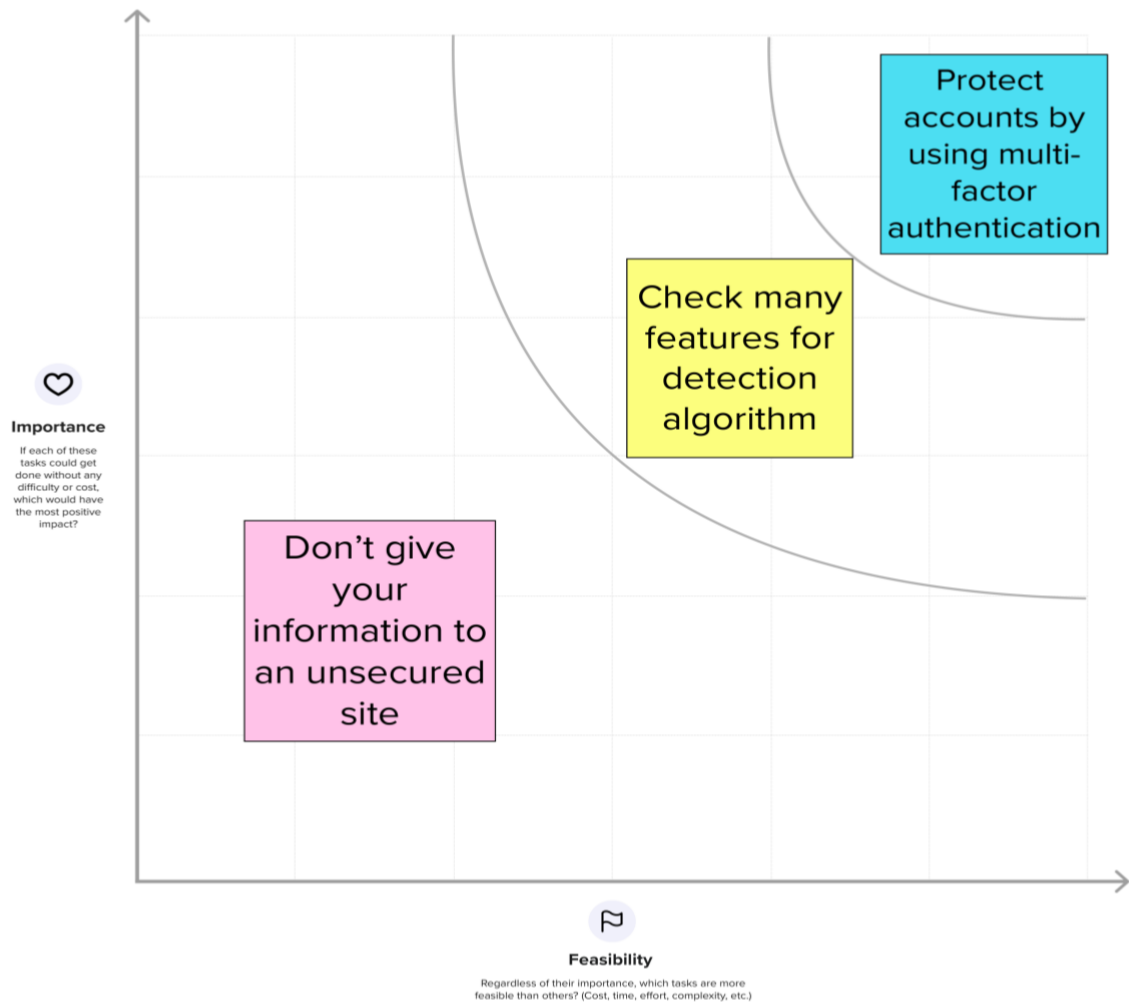 Protect
accounts by
using multi-
factor
authentication
Check many
features for
detection
algorithm
Importance
If each of these
tasks could get
done without any
difficulty or cost,
which would have
the most positive
impact?
Don’t give
your
information to
an unsecured
site
Feasibility
Regardless of their importance, which tasks are more
feasible than others? (Cost, time, effort, complexity, etc.)